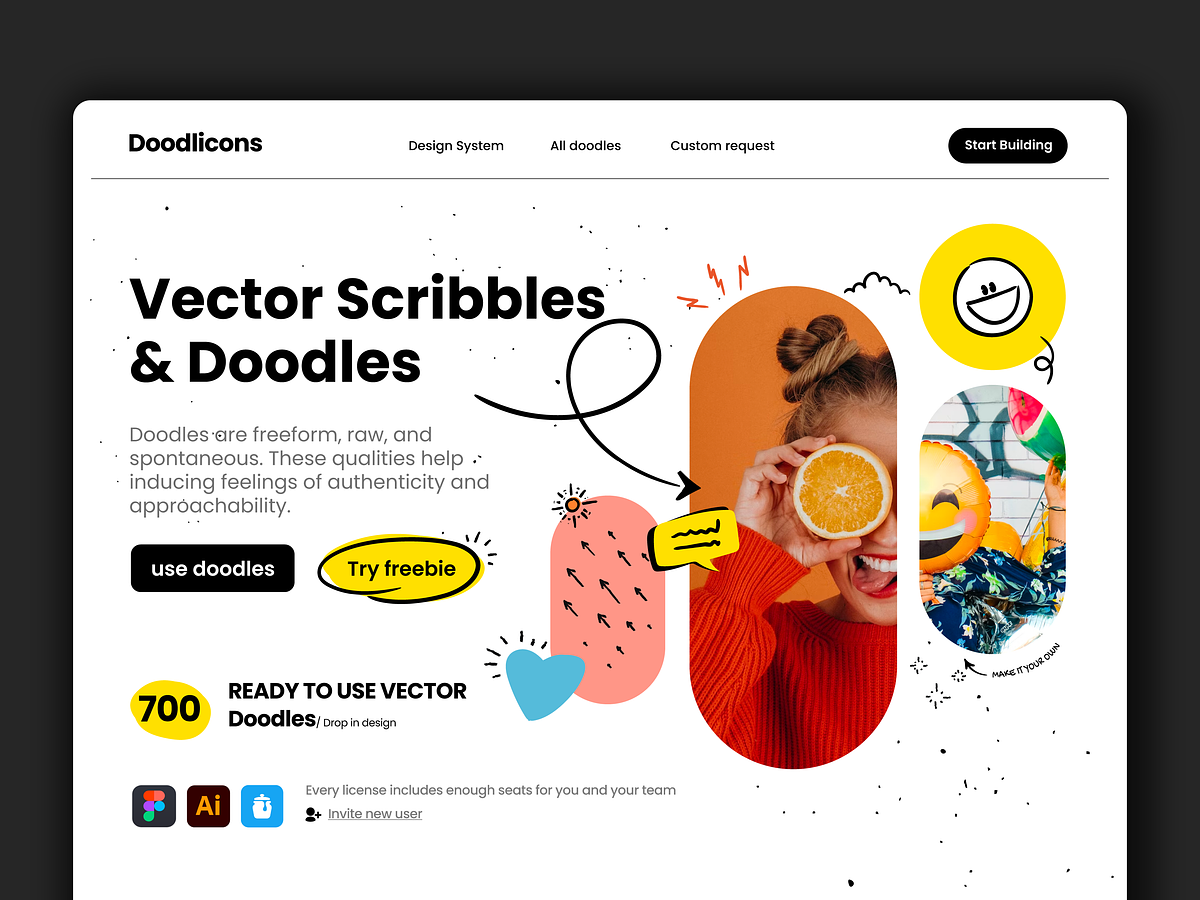 Doodlicons
Design System
All doodles
Custom request
Start Building
Vector Scribbles
& Doodles
Doodles are freeform, raw, and
spontaneous. These qualities help
inducing feelings of authenticity and
approachability.
use doodles
Try freebie
700
READY TO USE VECTOR
Doodles/ Drop in design
MAKE IT YOUR OWN
Ai
Every license includes enough seats for you and your team
Invite new user